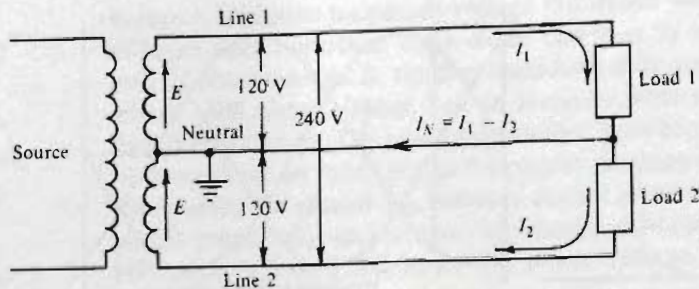 Line 1
I₁
Load 1
E
120 V
240 V
Neutral
I_N = I₁ − I₂
Source
E
120 V
Load 2
I₂
Line 2